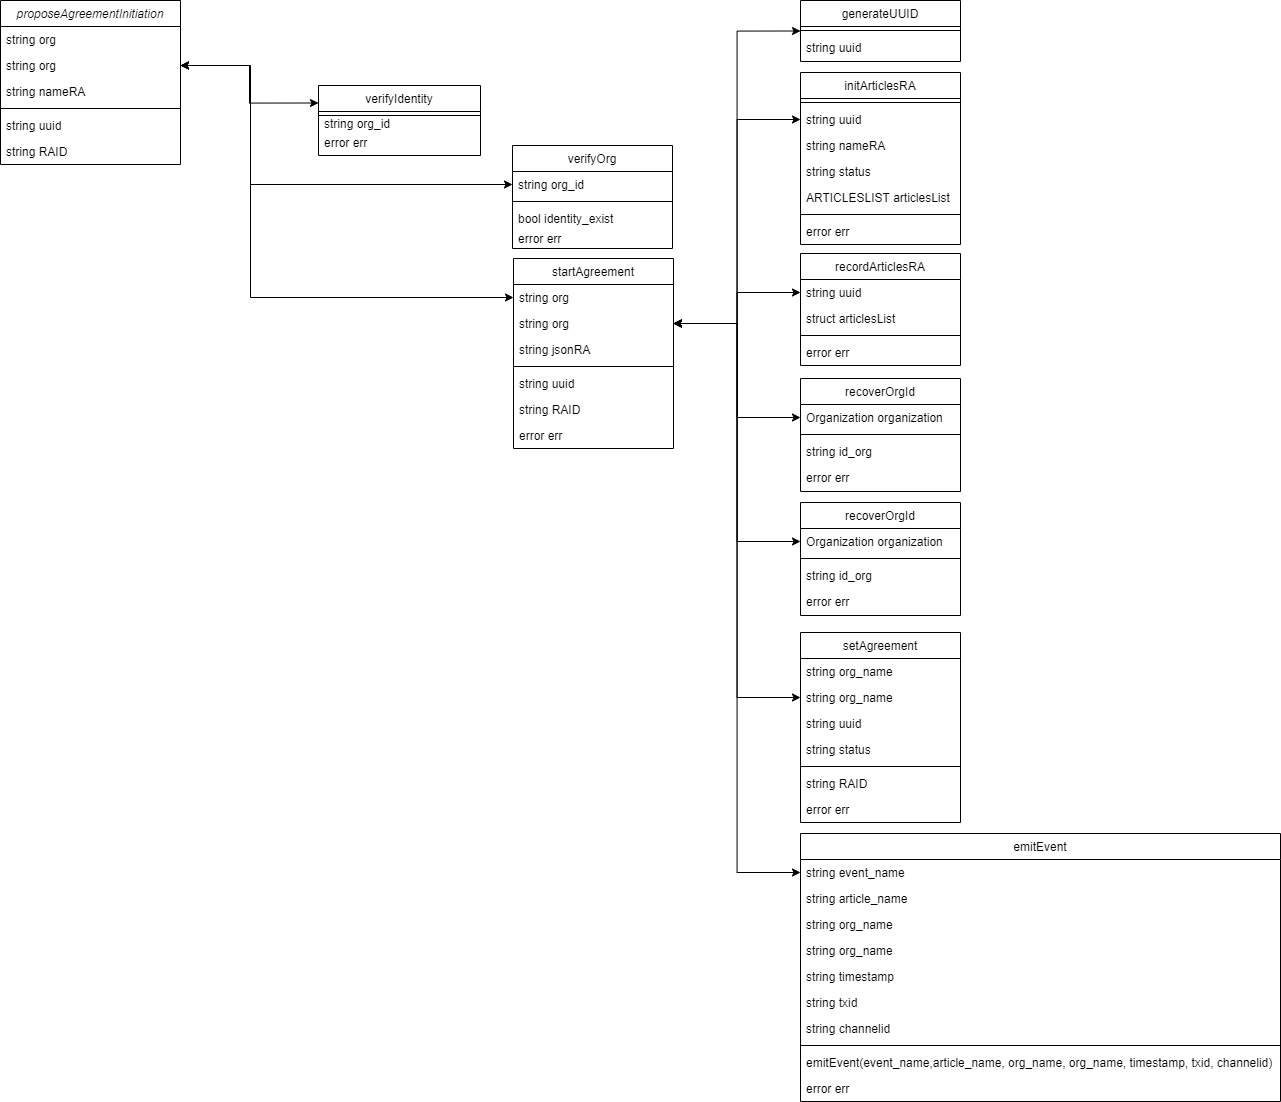 proposeAgreementInitiation
string org
string org
string nameRA
string uuid
string RAID
verifyIdentity
string org_id
error err
verifyOrg
string org_id
bool identity_exist
error err
startAgreement
string org
string org
string jsonRA
string uuid
string RAID
error err
generateUUID
string uuid
initArticlesRA
string uuid
string nameRA
string status
ARTICLESLIST articlesList
error err
recordArticlesRA
string uuid
struct articlesList
error err
recoverOrgId
Organization organization
string id_org
error err
recoverOrgId
Organization organization
string id_org
error err
setAgreement
string org_name
string org_name
string uuid
string status
string RAID
error err
emitEvent
string event_name
string article_name
string org_name
string org_name
string timestamp
string txid
string channelid
emitEvent(event_name,article_name, org_name, org_name, timestamp, txid, channelid)
error err